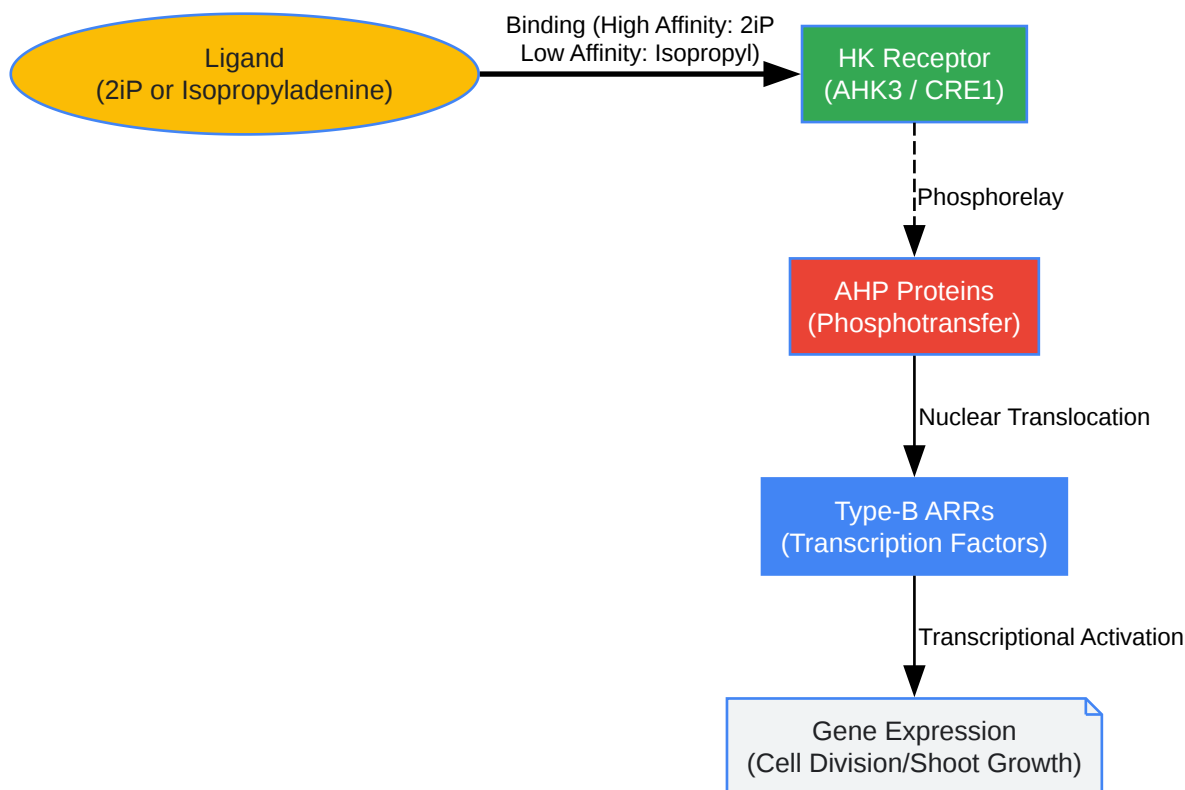 Ligand
(2iP or Isopropyladenine)
Binding (High Affinity: 2iP
Low Affinity: Isopropyl)
HK Receptor
(AHK3 / CRE1)
Phosphorelay
AHP Proteins
(Phosphotransfer)
Nuclear Translocation
Type-B ARRs
(Transcription Factors)
Transcriptional Activation
Gene Expression
(Cell Division/Shoot Growth)